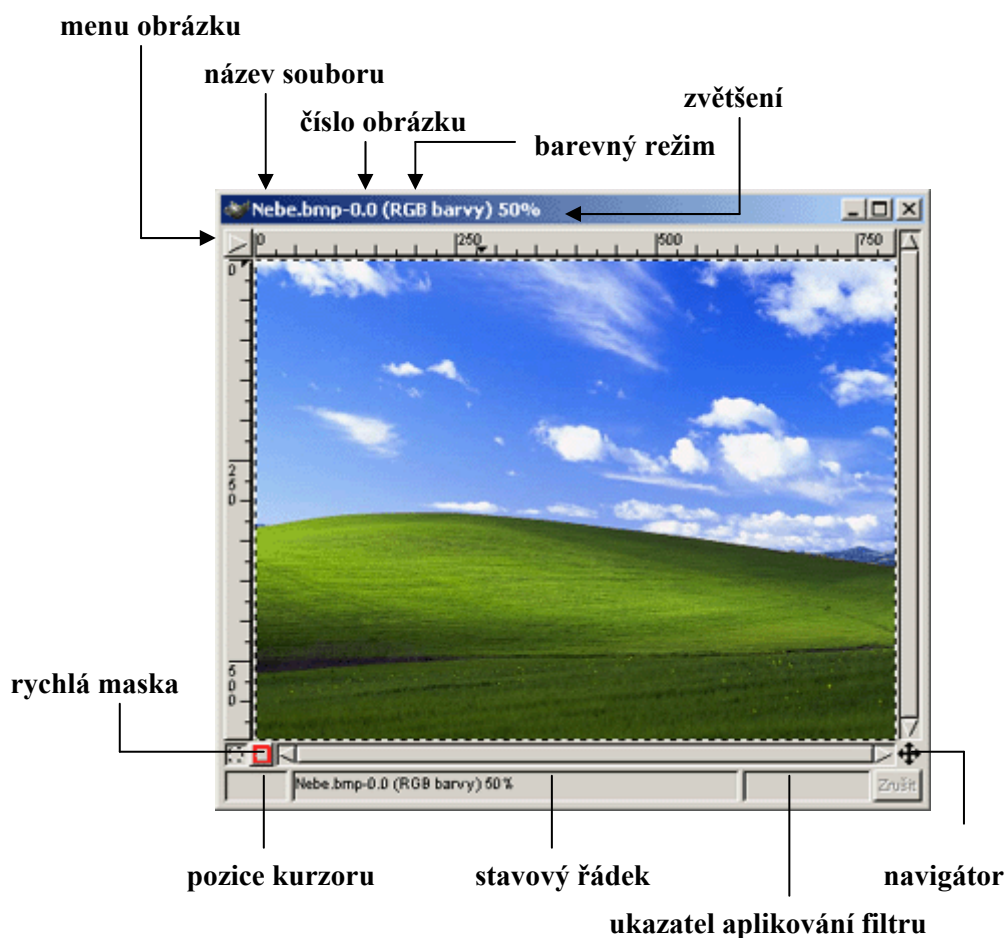 menu obrázku
název souboru
zvětšení
číslo obrázku
barevný režim
Nebe.bmp-0.0 (RGB barvy) 50%
0 250 500 750
0
250
500
rychlá maska
Nebe.bmp-0.0 (RGB barvy) 50%
Zrušit
pozice kurzoru
stavový řádek
navigátor
ukazatel aplikování filtru